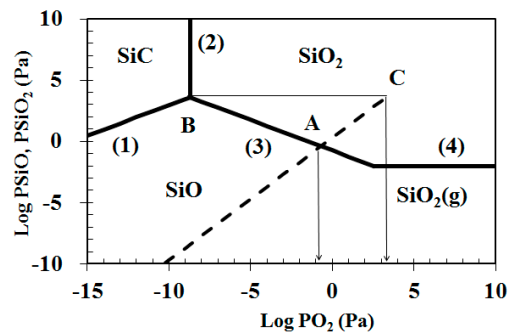 10
5
0
-5
-10
Log PSiO, PSiO₂ (Pa)
SiC
(2)
SiO₂
C
B
A
(1)
(3)
(4)
SiO
SiO₂(g)
-15
-10
-5
0
5
10
Log PO₂ (Pa)